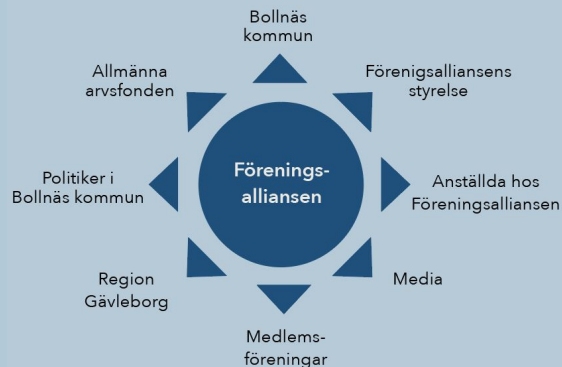 Bollnäs
kommun
Allmänna
arvsfonden
Förenigsalliansens
styrelse
Förenings-
alliansen
Politiker i
Bollnäs kommun
Anställda hos
Föreningsalliansen
Region
Gävleborg
Media
Medlems-
föreningar